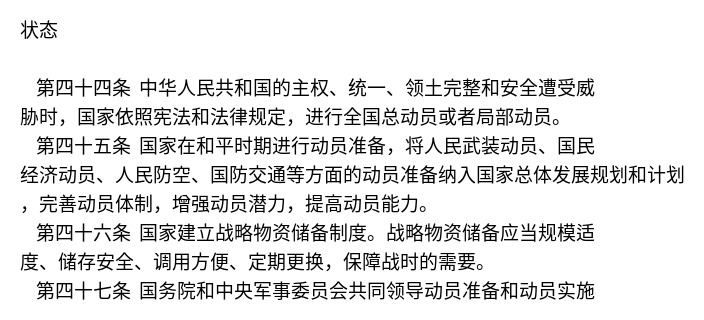 状态
第四十四条 中华人民共和国的主权、统一、领土完整和安全遭受威
胁时，国家依照宪法和法律规定，进行全国总动员或者局部动员。
第四十五条 国家在和平时期进行动员准备，将人民武装动员、国民
经济动员、人民防空、国防交通等方面的动员准备纳入国家总体发展规划和计划
，完善动员体制，增强动员潜力，提高动员能力。
第四十六条 国家建立战略物资储备制度。战略物资储备应当规模适
度、储存安全、调用方便、定期更换，保障战时的需要。
第四十七条 国务院和中央军事委员会共同领导动员准备和动员实施